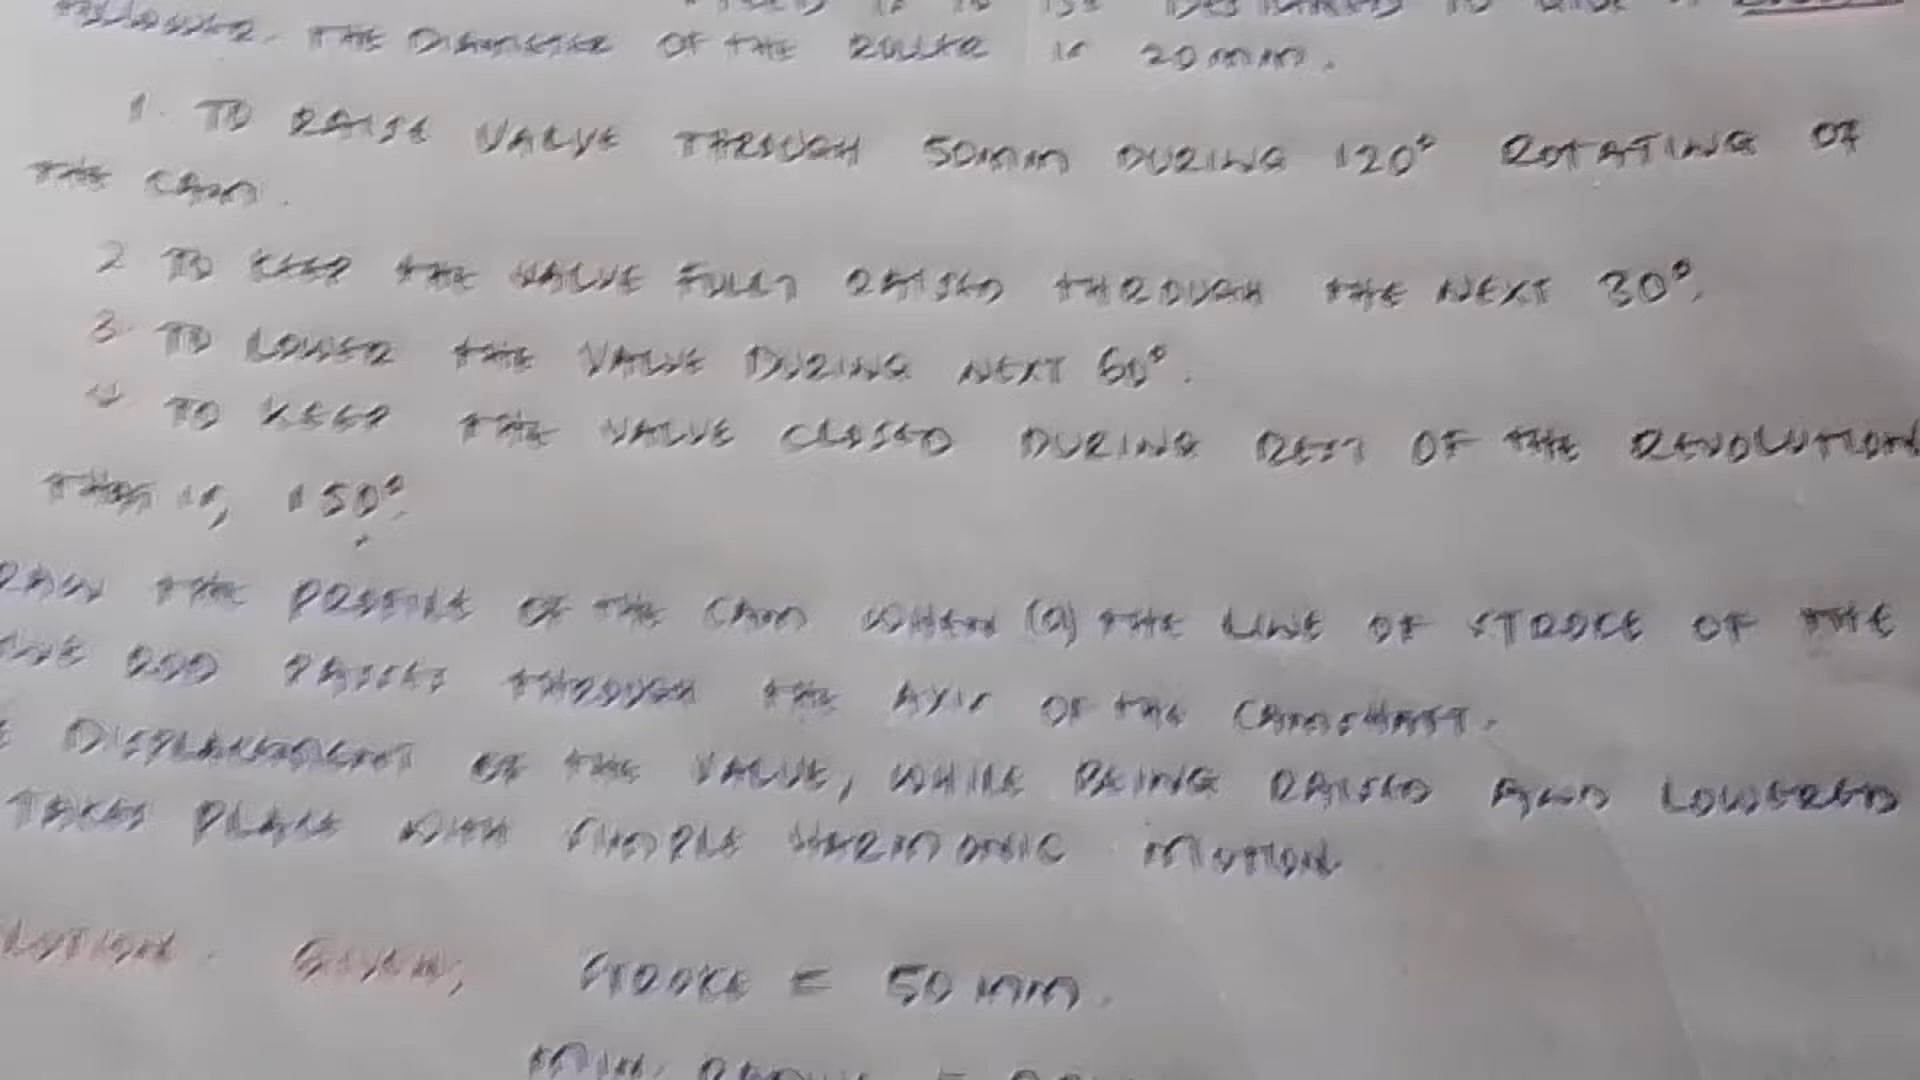 THE DIAMETER OF THE ROLLER IS 20mm.
1. TO RAISE VALVE THROUGH 50mm DURING 120° ROTATING OF
THE CAM.
2 TO KEEP THE VALVE FULLY RAISED THROUGH THE NEXT 30°.
3 TO LOWER THE VALVE DURING NEXT 60°.
4 TO KEEP THE VALVE CLOSED DURING REST OF THE REVOLUTION
THAT IS, 150°.
RAW THE PROFILE OF THE CAM WHEN (a) THE LINE OF STROKE OF THE
ROD PASSES THROUGH THE AXIS OF THE CAMSHAFT.
DISPLACEMENT OF THE VALVE, WHILE BEING RAISED AND LOWERED
TAKES PLACE WITH SIMPLE HARMONIC MOTION
LUTION. GIVEN, STROKE = 50 mm.
MIN.